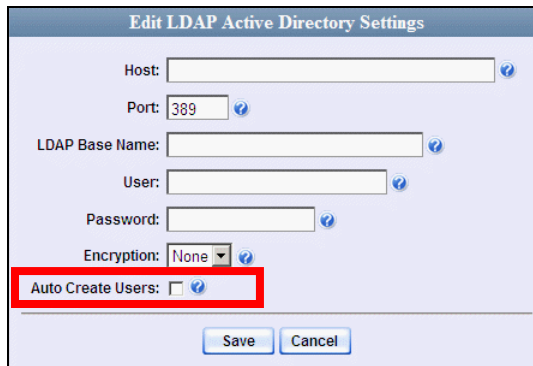 Edit LDAP Active Directory Settings
Host: ?
Port: 389 ?
LDAP Base Name: ?
User: ?
Password: ?
Encryption: None ?
Auto Create Users: ?
Save Cancel